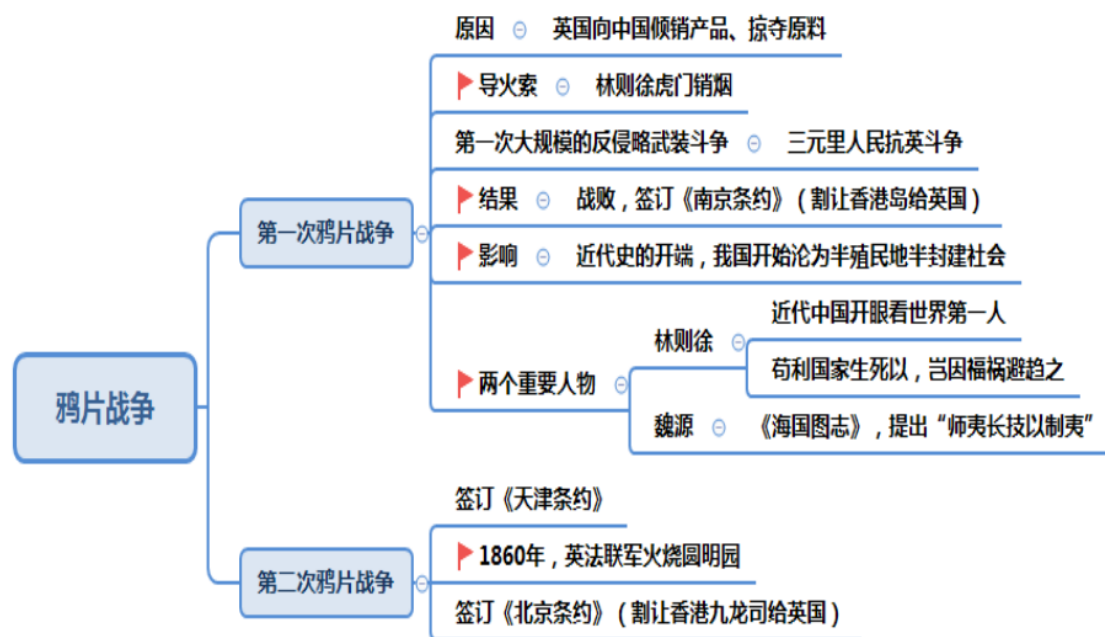 鸦片战争
第一次鸦片战争
原因 英国向中国倾销产品、掠夺原料
导火索 林则徐虎门销烟
第一次大规模的反侵略武装斗争 三元里人民抗英斗争
结果 战败，签订《南京条约》（割让香港岛给英国）
影响 近代史的开端，我国开始沦为半殖民地半封建社会
两个重要人物
林则徐
近代中国开眼看世界第一人
苟利国家生死以，岂因福祸避趋之
魏源 《海国图志》，提出“师夷长技以制夷”
第二次鸦片战争
签订《天津条约》
1860年，英法联军火烧圆明园
签订《北京条约》（割让香港九龙司给英国）